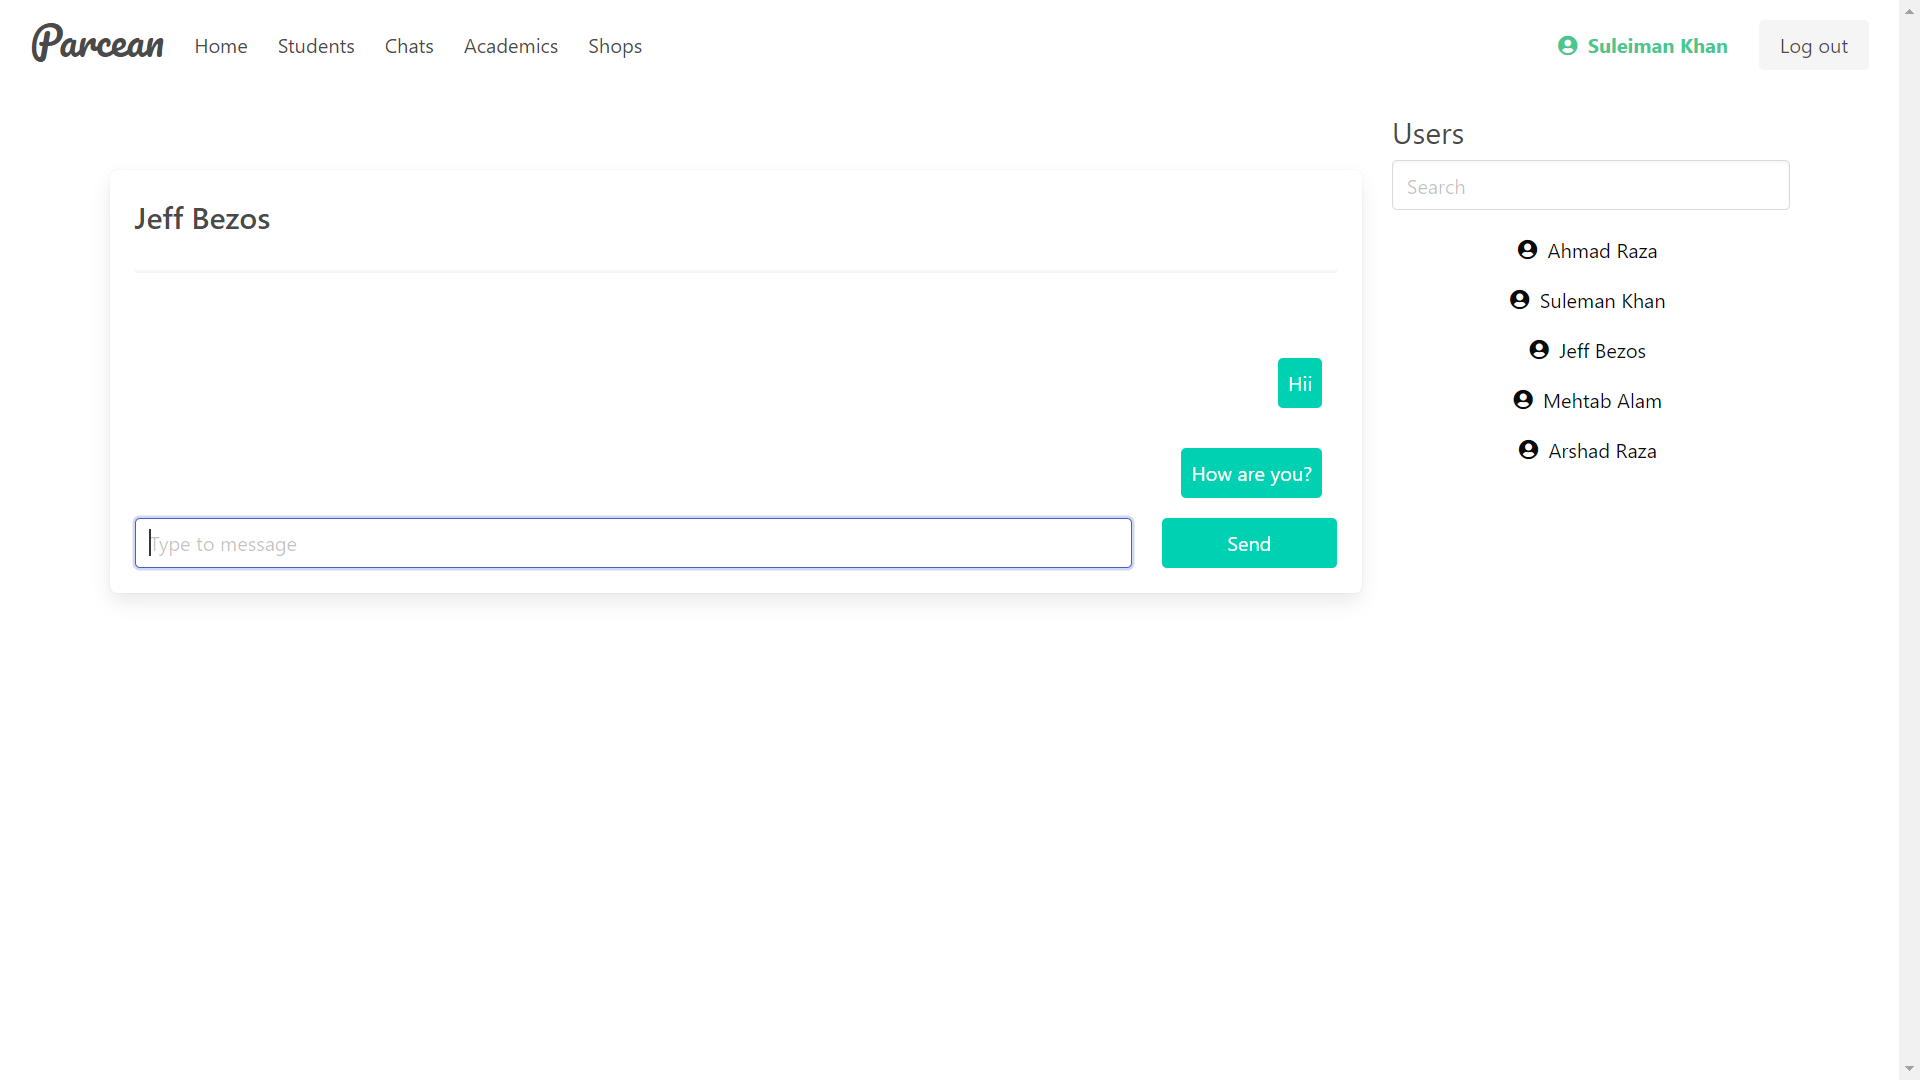 Parcean Home Students Chats Academics Shops Suleiman Khan Log out
Users
Search
Jeff Bezos
Ahmad Raza
Suleman Khan
Jeff Bezos
Mehtab Alam
Arshad Raza
Hii
How are you?
Type to message Send